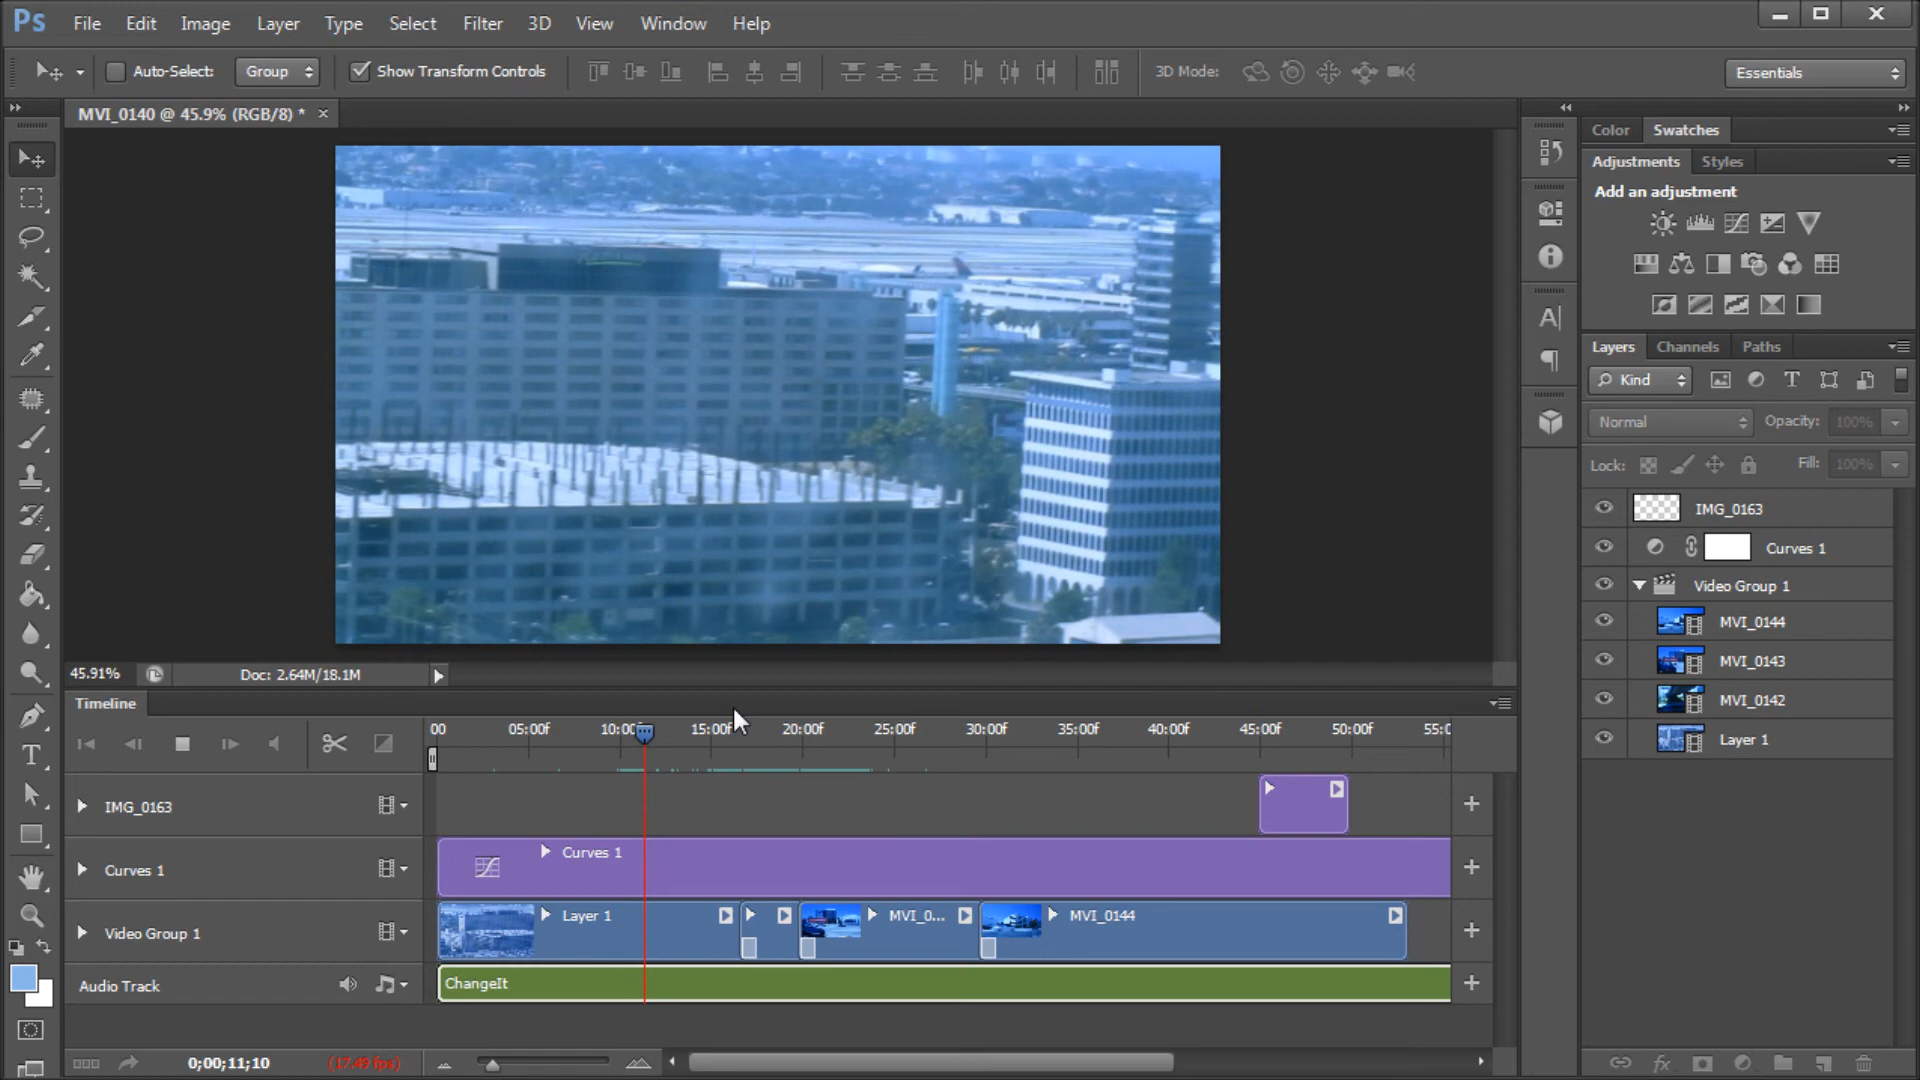 Ps File Edit Image Layer Type Select Filter 3D View Window Help
Auto-Select: Group Show Transform Controls 3D Mode: Essentials
MVI_0140 @ 45.9% (RGB/8) * ×
Color Swatches
Adjustments Styles
Add an adjustment
Layers Channels Paths
Kind
Normal Opacity: 100%
Lock: Fill: 100%
IMG_0163
Curves 1
Video Group 1
MVI_0144
MVI_0143
MVI_0142
Layer 1
45.91% Doc: 2.64M/18.1M
Timeline
00 05:00f 10:00f 15:00f 20:00f 25:00f 30:00f 35:00f 40:00f 45:00f 50:00f 55:0
IMG_0163
Curves 1 Curves 1
Video Group 1 Layer 1 MVI_0... MVI_0144
Audio Track ChangeIt
0;00;11;10 (17.49 fps)